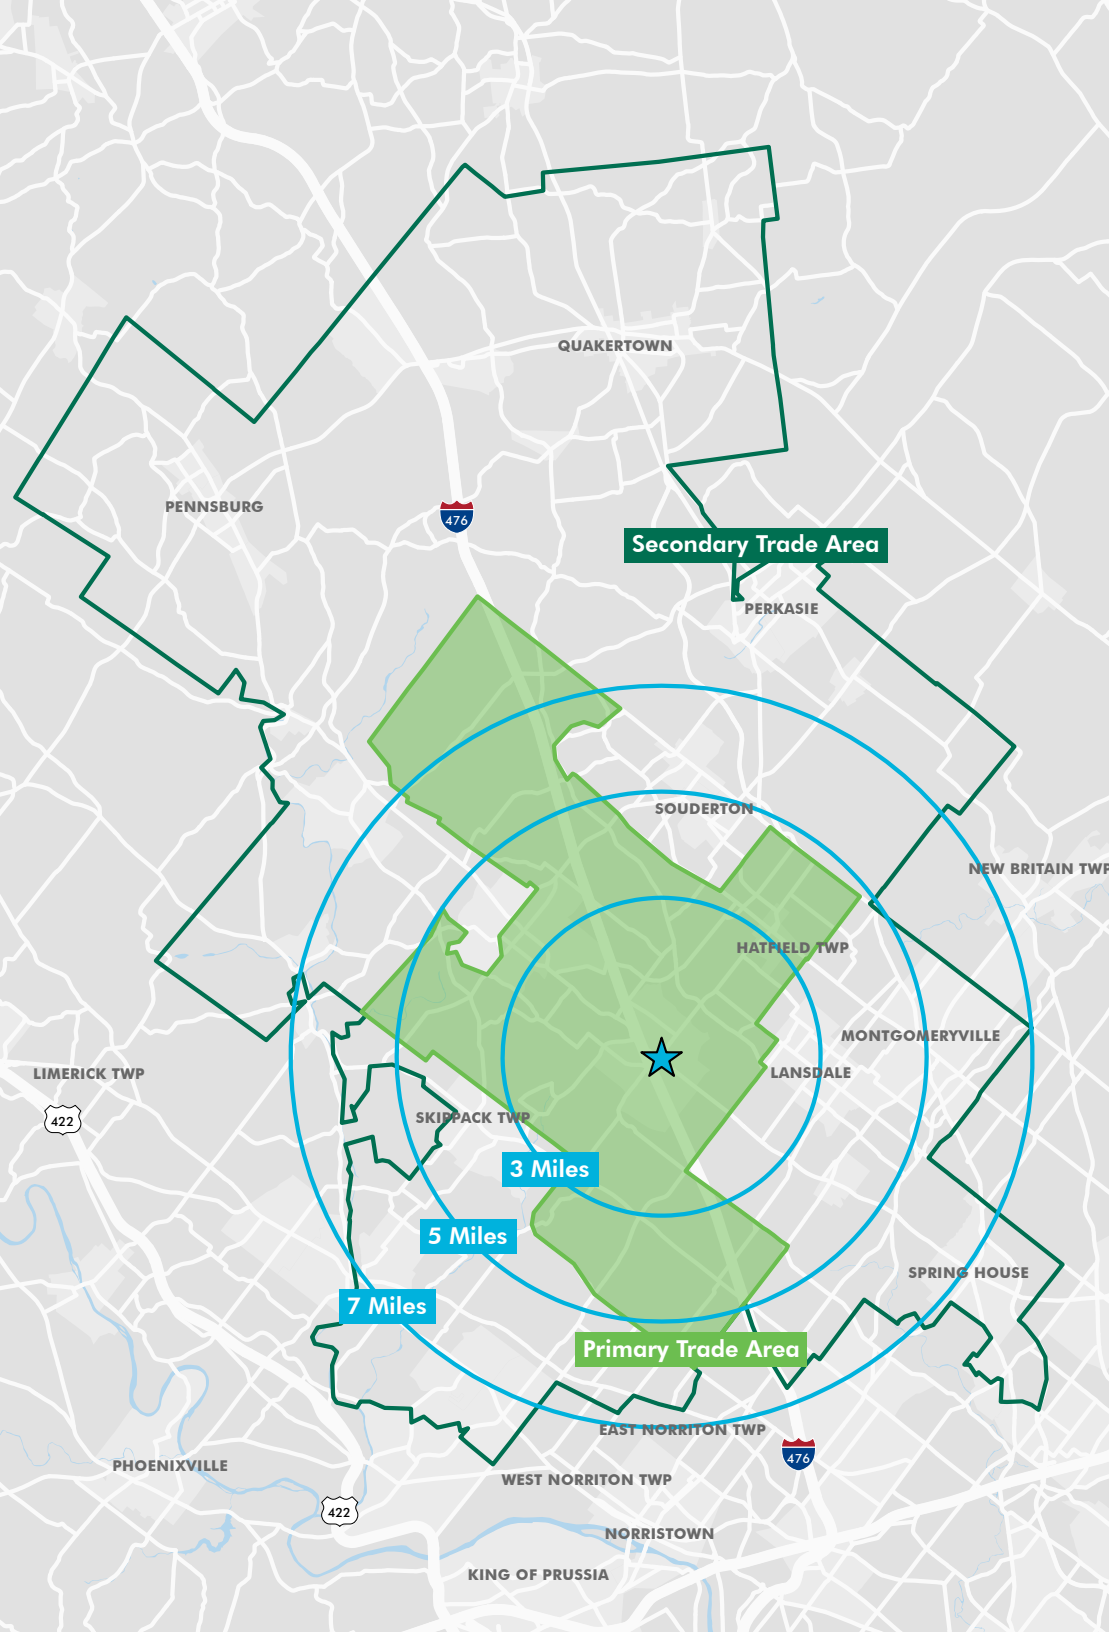 QUAKERTOWN
PENNSBURG
476
Secondary Trade Area
PERKASIE
SOUDERTON
NEW BRITAIN TWP
HATFIELD TWP
MONTGOMERYVILLE
LANSDALE
LIMERICK TWP
422
SKIPPACK TWP
3 Miles
5 Miles
SPRING HOUSE
7 Miles
Primary Trade Area
EAST NORRITON TWP
476
PHOENIXVILLE
WEST NORRITON TWP
422
NORRISTOWN
KING OF PRUSSIA